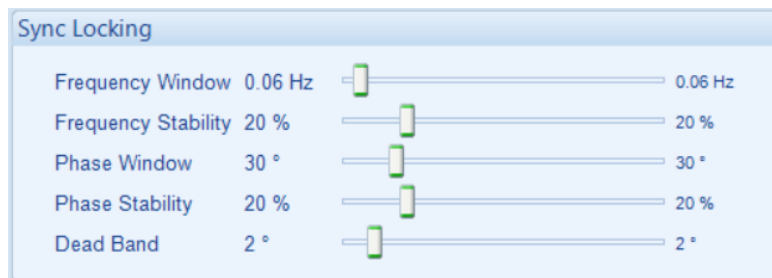 Sync Locking
Frequency Window 0.06 Hz 0.06 Hz
Frequency Stability 20 % 20 %
Phase Window 30 ° 30 °
Phase Stability 20 % 20 %
Dead Band 2 ° 2 °